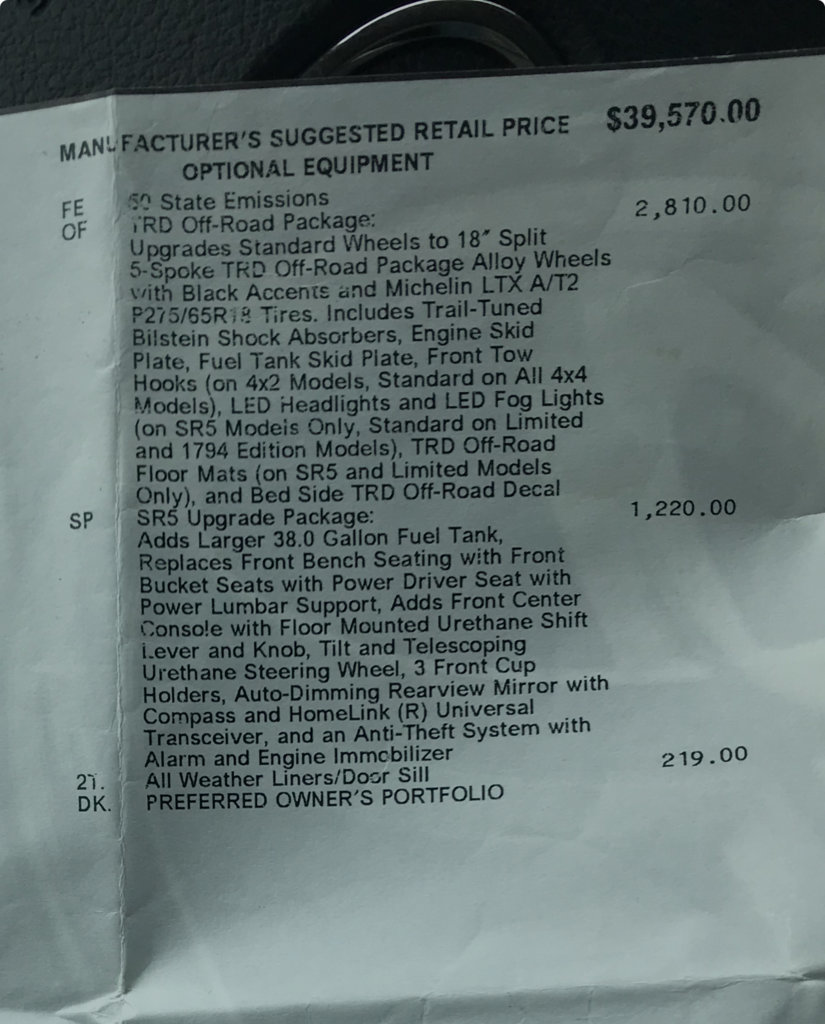 MANUFACTURER'S SUGGESTED RETAIL PRICE $39,570.00
OPTIONAL EQUIPMENT
FE 50 State Emissions
OF TRD Off-Road Package: 2,810.00
Upgrades Standard Wheels to 18″ Split
5-Spoke TRD Off-Road Package Alloy Wheels
with Black Accents and Michelin LTX A/T2
P275/65R18 Tires. Includes Trail-Tuned
Bilstein Shock Absorbers, Engine Skid
Plate, Fuel Tank Skid Plate, Front Tow
Hooks (on 4x2 Models, Standard on All 4x4
Models), LED Headlights and LED Fog Lights
(on SR5 Models Only, Standard on Limited
and 1794 Edition Models), TRD Off-Road
Floor Mats (on SR5 and Limited Models
Only), and Bed Side TRD Off-Road Decal
SP SR5 Upgrade Package: 1,220.00
Adds Larger 38.0 Gallon Fuel Tank,
Replaces Front Bench Seating with Front
Bucket Seats with Power Driver Seat with
Power Lumbar Support, Adds Front Center
Console with Floor Mounted Urethane Shift
Lever and Knob, Tilt and Telescoping
Urethane Steering Wheel, 3 Front Cup
Holders, Auto-Dimming Rearview Mirror with
Compass and HomeLink (R) Universal
Transceiver, and an Anti-Theft System with
Alarm and Engine Immobilizer
2T. All Weather Liners/Door Sill 219.00
DK. PREFERRED OWNER'S PORTFOLIO